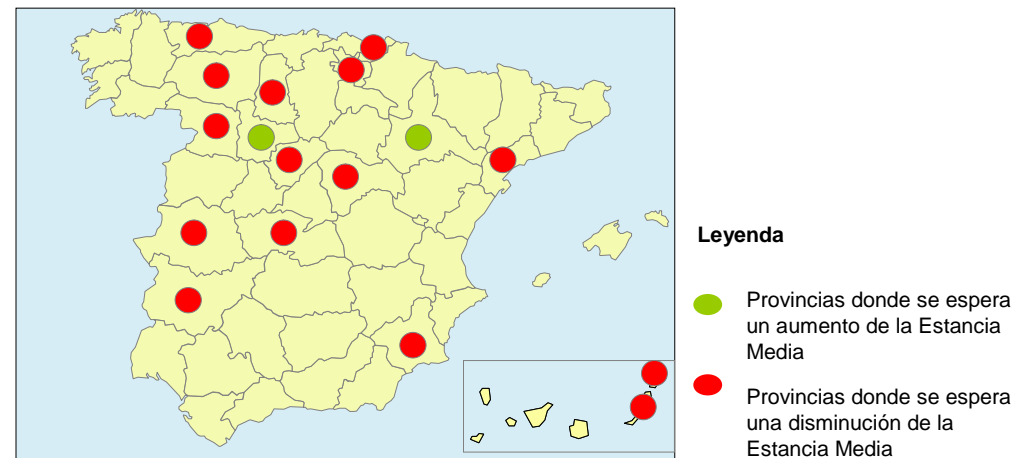 Leyenda
Provincias donde se espera
un aumento de la Estancia
Media
Provincias donde se espera
una disminución de la
Estancia Media